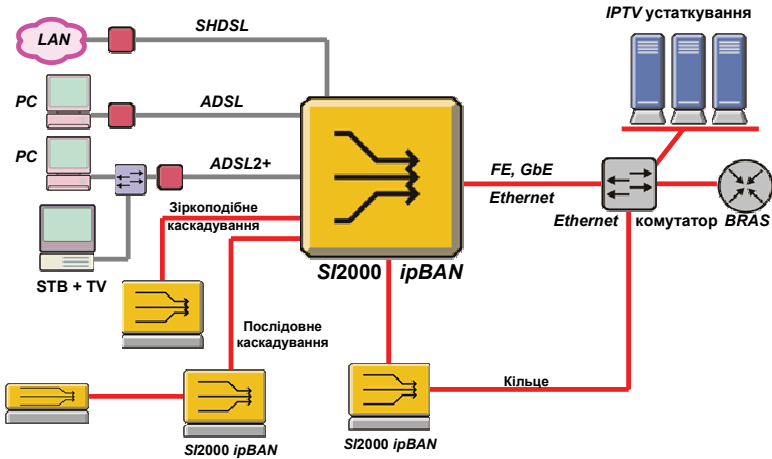 IPTV устаткування
LAN
SHDSL
PC
ADSL
PC
ADSL2+
FE, GbE
Ethernet
Ethernet комутатор BRAS
Зіркоподібне
каскадування
STB + TV
SI2000 ipBAN
Послідовне
каскадування
Кільце
SI2000 ipBAN
SI2000 ipBAN